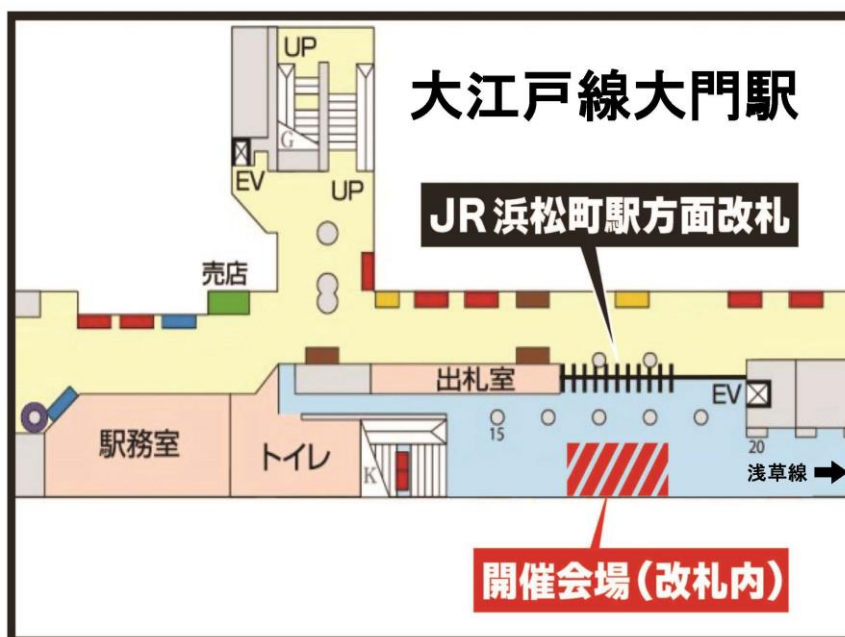 UP
大江戸線大門駅
G
EV
UP
JR浜松町駅方面改札
売店
出札室
EV
15
駅務室
トイレ
K
20
浅草線
開催会場(改札内)